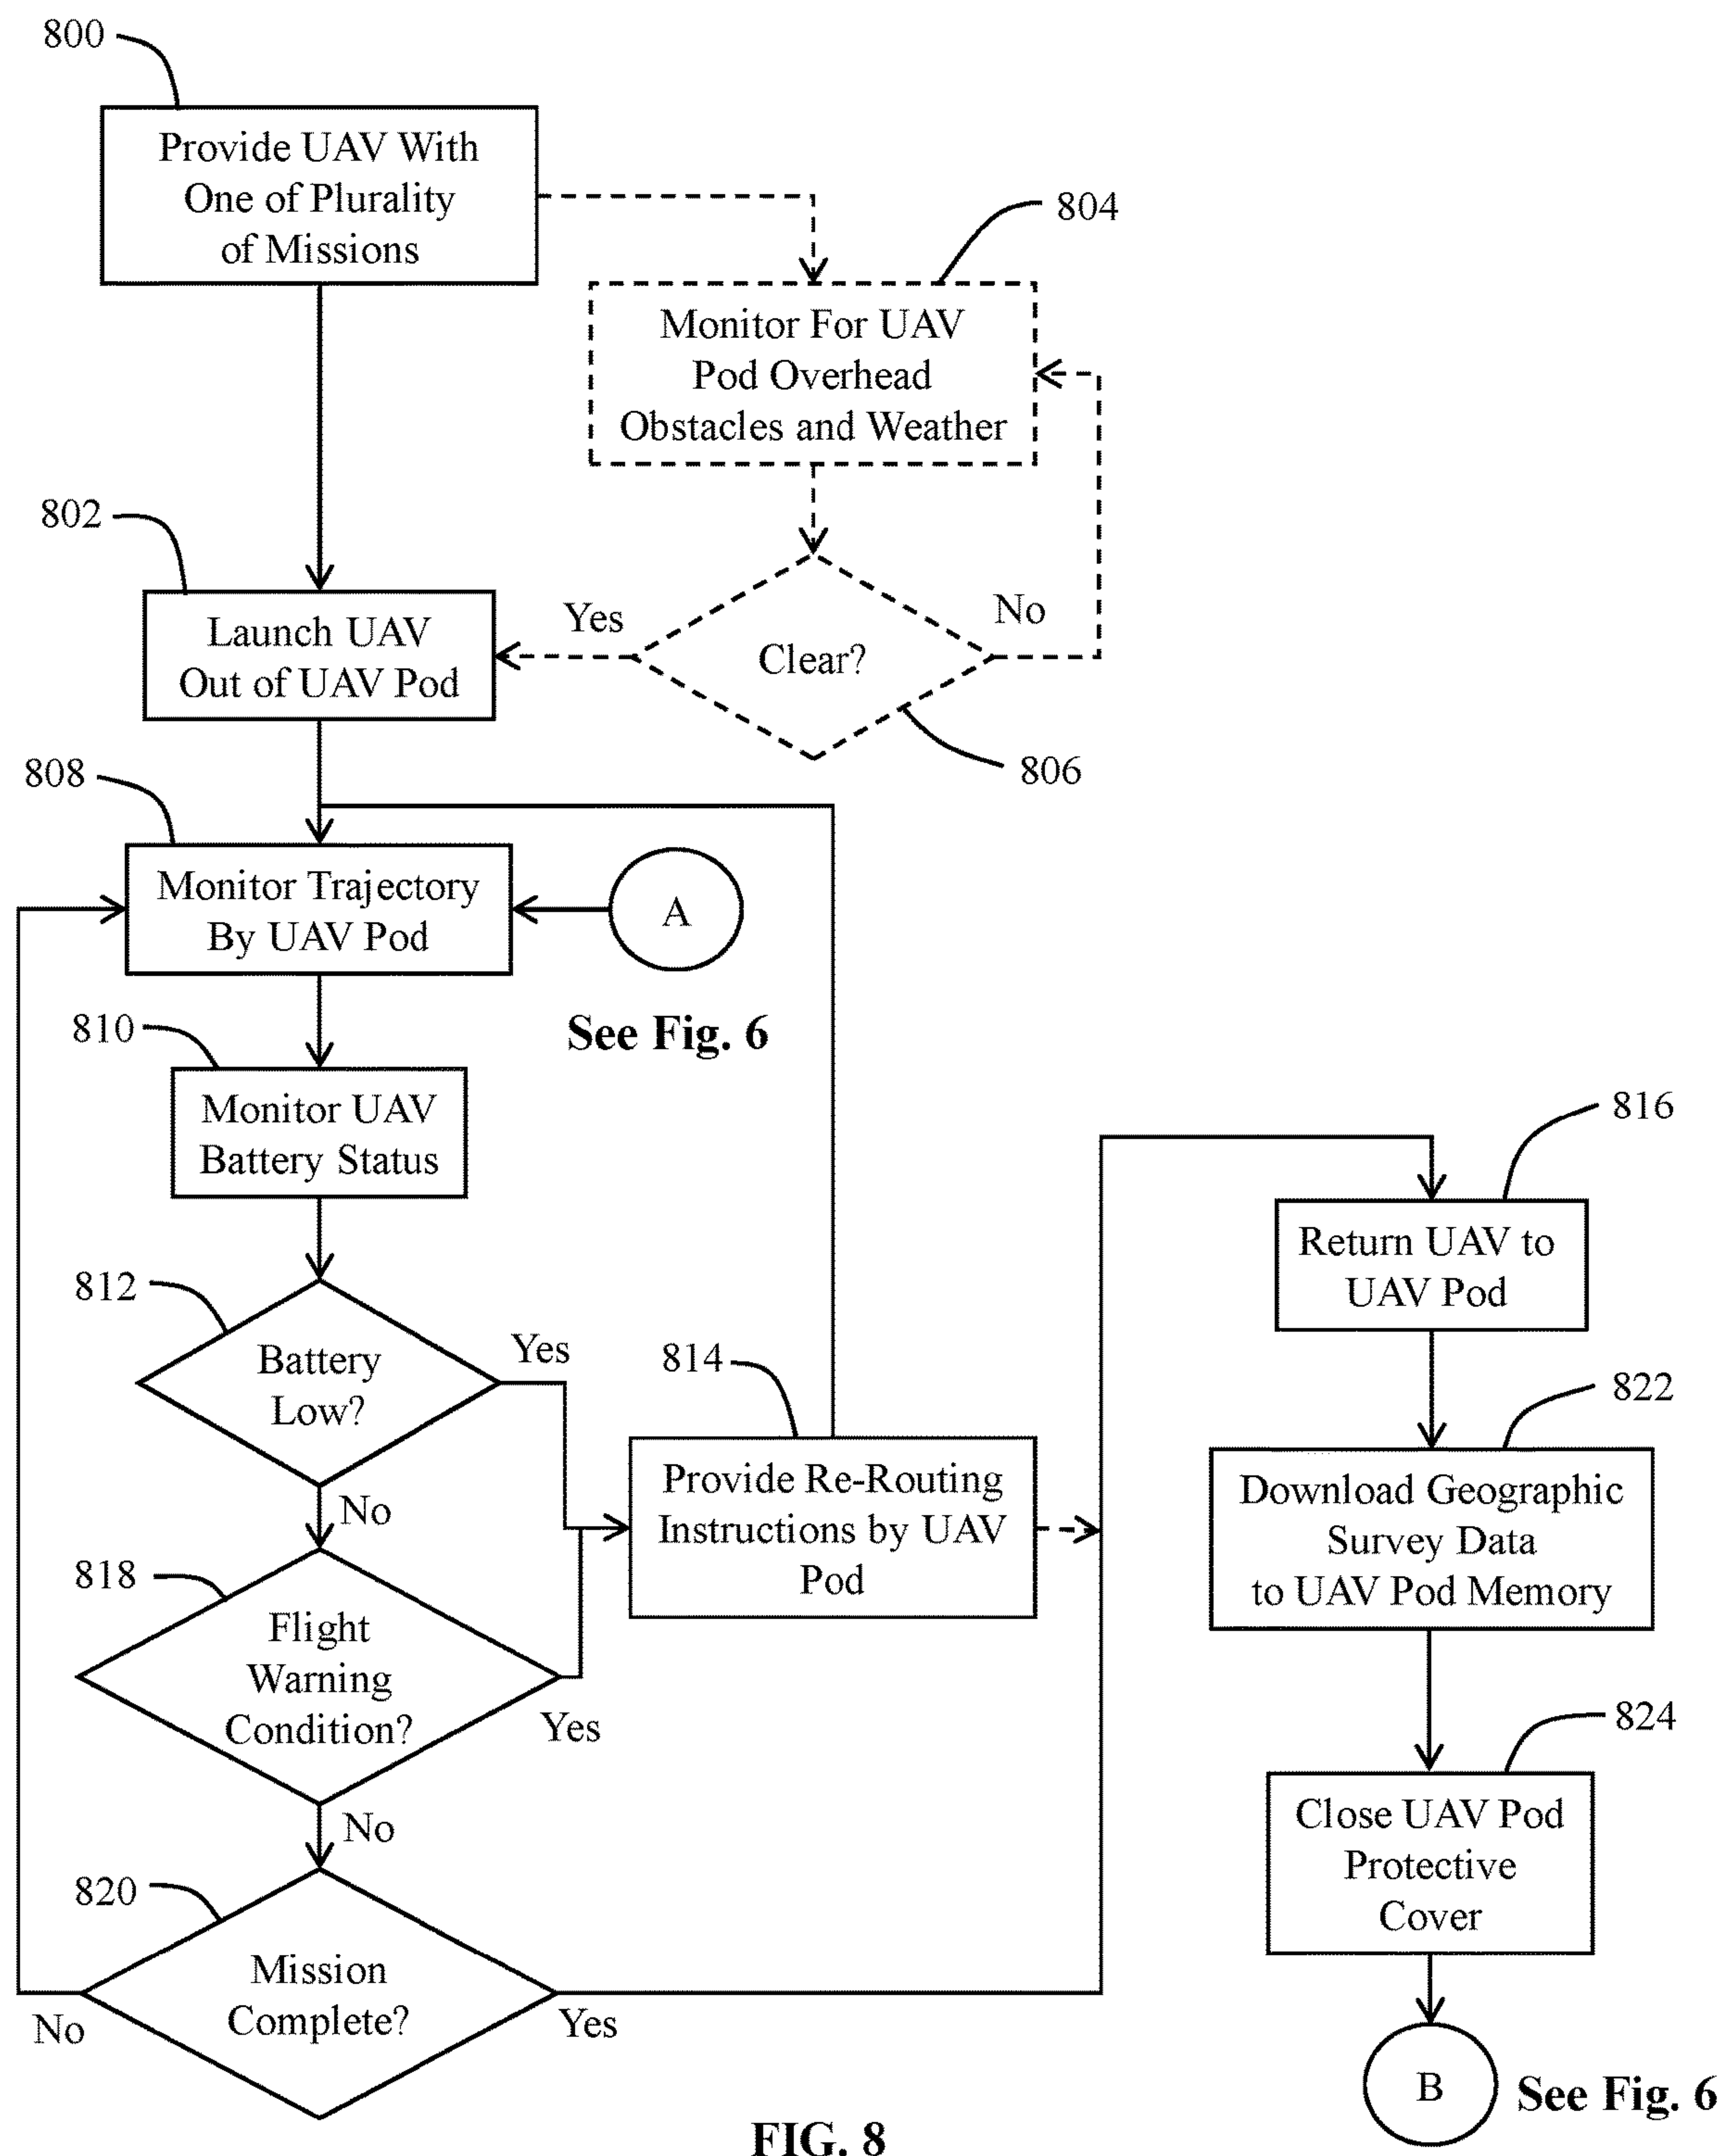 800
Provide UAV With
One of Plurality
of Missions
804
Monitor For UAV
Pod Overhead
Obstacles and Weather
802
Launch UAV
Out of UAV Pod
Yes
Clear?
No
806
808
Monitor Trajectory
By UAV Pod
A
See Fig. 6
810
Monitor UAV
Battery Status
812
Battery
Low?
Yes
No
814
Provide Re-Routing
Instructions by UAV
Pod
818
Flight
Warning
Condition?
Yes
No
820
Mission
Complete?
No
Yes
816
Return UAV to
UAV Pod
822
Download Geographic
Survey Data
to UAV Pod Memory
824
Close UAV Pod
Protective
Cover
B
See Fig. 6
FIG. 8